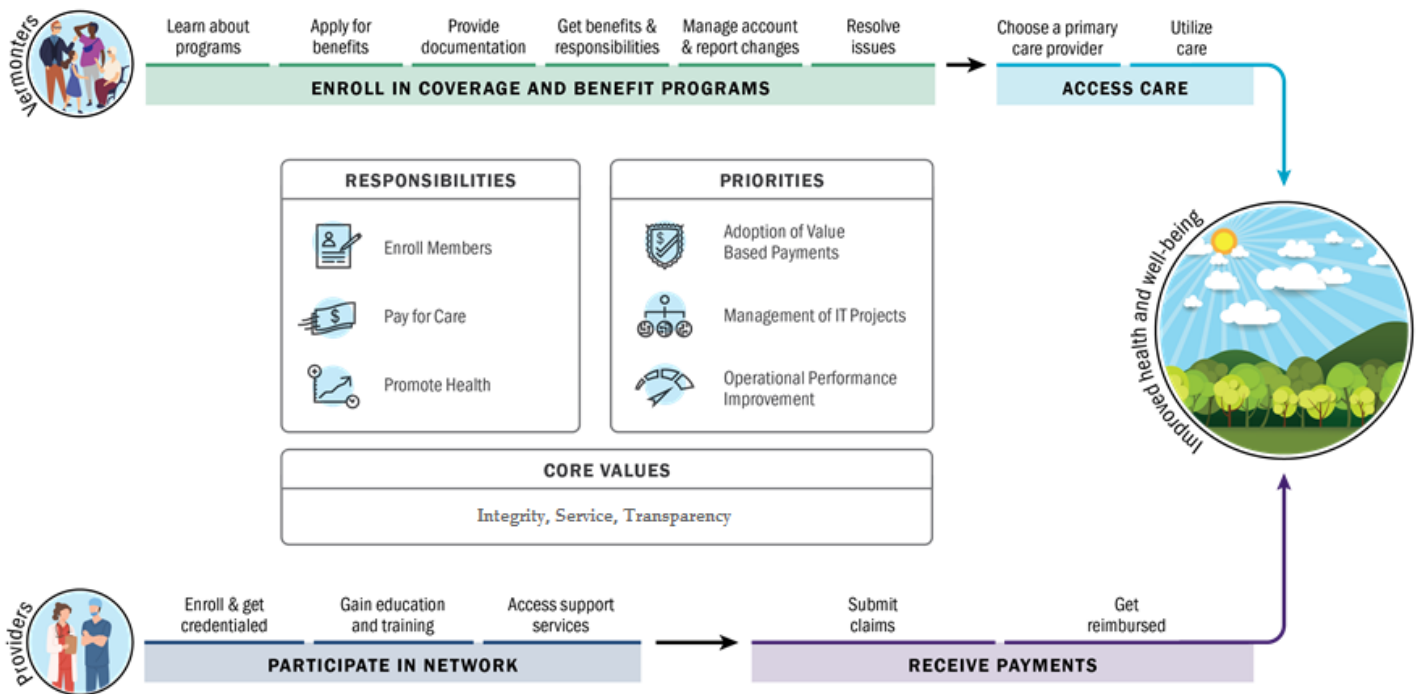 Vermonters
Learn about
programs
Apply for
benefits
Provide
documentation
Get benefits &
responsibilities
Manage account
& report changes
Resolve
issues
ENROLL IN COVERAGE AND BENEFIT PROGRAMS
Choose a primary
care provider
Utilize
care
ACCESS CARE
RESPONSIBILITIES
Enroll Members
Pay for Care
Promote Health
PRIORITIES
Adoption of Value
Based Payments
Management of IT Projects
Operational Performance
Improvement
CORE VALUES
Integrity, Service, Transparency
Improved health and well-being
Providers
Enroll & get
credentialed
Gain education
and training
Access support
services
PARTICIPATE IN NETWORK
Submit
claims
Get
reimbursed
RECEIVE PAYMENTS